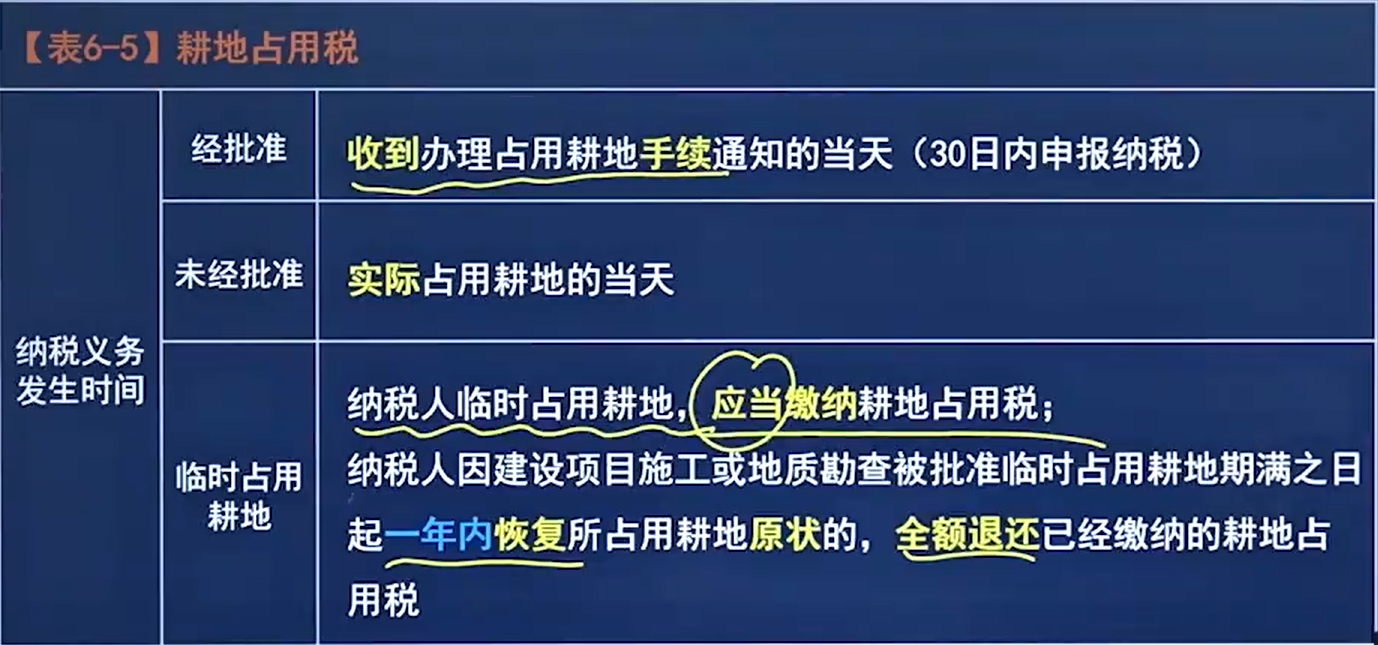 【表6-5】耕地占用税
纳税义务
发生时间
经批准
收到办理占用耕地手续通知的当天（30日内申报纳税）
未经批准
实际占用耕地的当天
临时占用
耕地
纳税人临时占用耕地，应当缴纳耕地占用税；
纳税人因建设项目施工或地质勘查被批准临时占用耕地期满之日
起一年内恢复所占用耕地原状的，全额退还已经缴纳的耕地占
用税